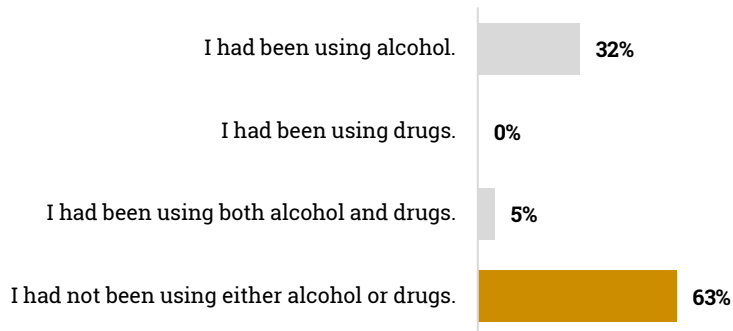 I had been using alcohol. 32%
I had been using drugs. 0%
I had been using both alcohol and drugs. 5%
I had not been using either alcohol or drugs. 63%